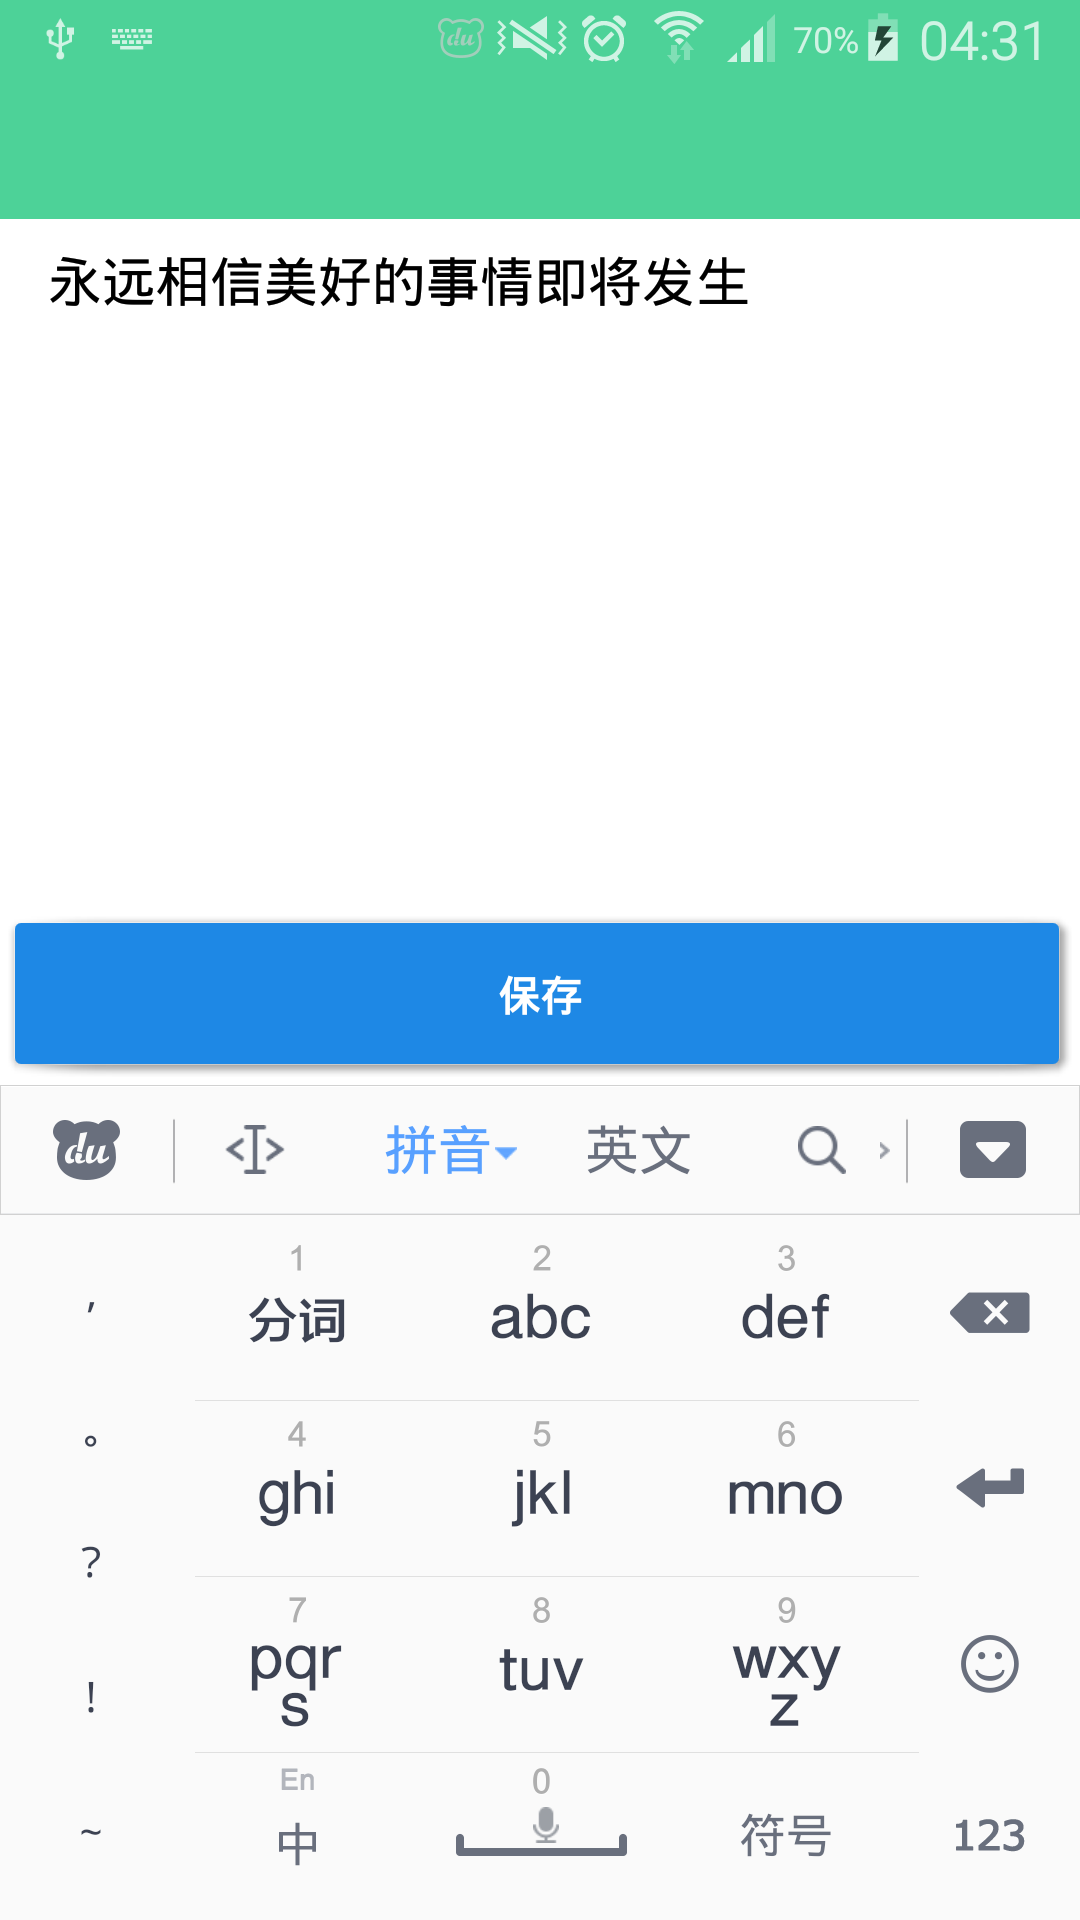 du 70% 04:31
永远相信美好的事情即将发生
保存
du 拼音 英文
1 2 3
， 分词 abc def
4 5 6
。 ghi jkl mno
7 8 9
? pqrs tuv wxyz
!
En 0
~ 中 符号 123